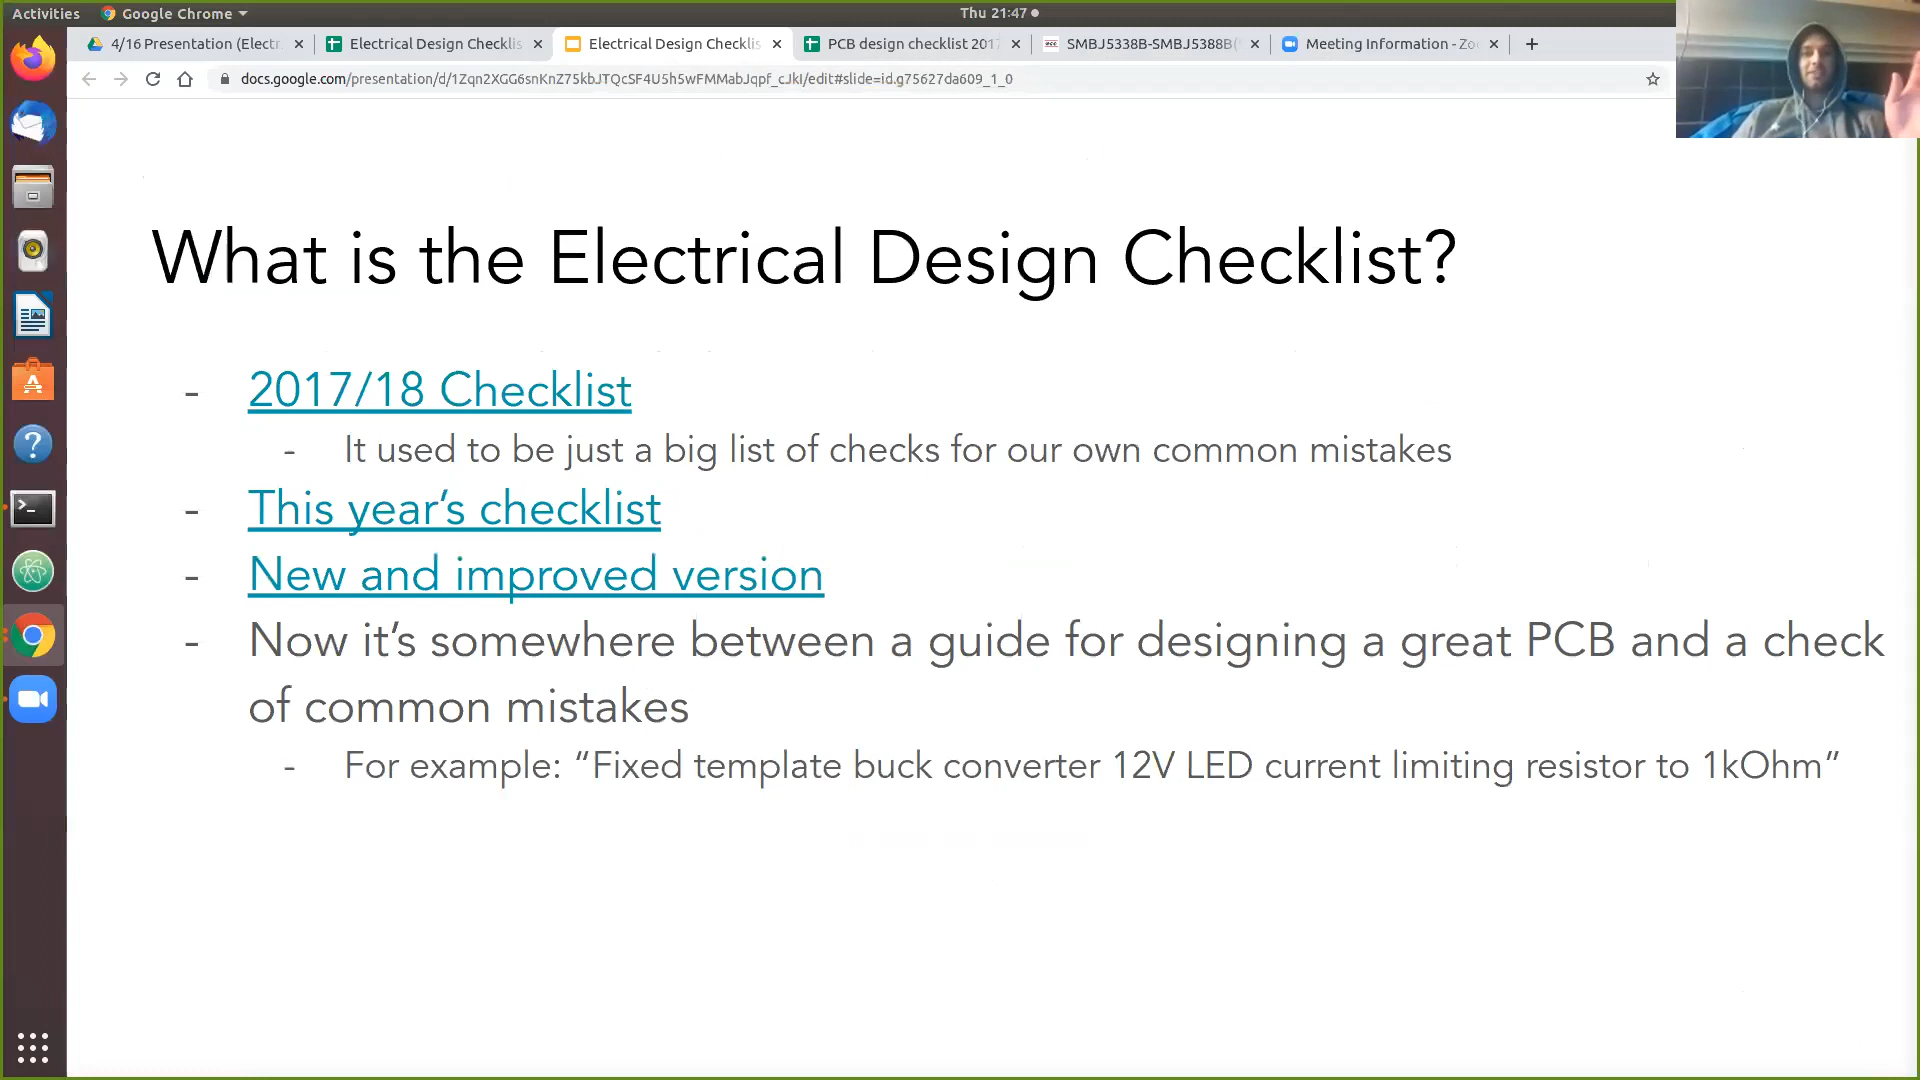 Activities
Google Chrome
Thu 21:47
4/16 Presentation (Electr
Electrical Design Checklis
Electrical Design Checklis
PCB design checklist 2017
SMBJ5338B-SMBJ5388B(
Meeting Information - Zo
docs.google.com/presentation/d/1Zqn2XGG6snKnZ75kbJTQcSF4U5h5wFMMabJqpf_cJkI/edit#slide=id.g75627da609_1_0
What is the Electrical Design Checklist?
- 2017/18 Checklist
- It used to be just a big list of checks for our own common mistakes
- This year's checklist
- New and improved version
- Now it's somewhere between a guide for designing a great PCB and a check
of common mistakes
- For example: “Fixed template buck converter 12V LED current limiting resistor to 1kOhm”